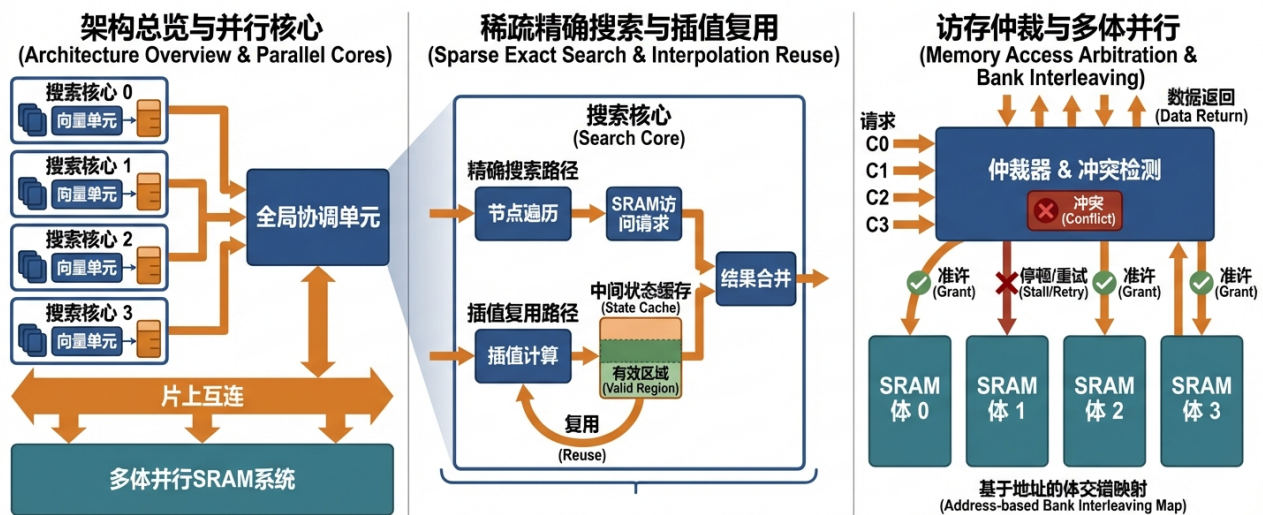 架构总览与并行核心
(Architecture Overview & Parallel Cores)
搜索核心 0
向量单元
搜索核心 1
向量单元
搜索核心 2
向量单元
搜索核心 3
向量单元
全局协调单元
片上互连
多体并行SRAM系统
稀疏精确搜索与插值复用
(Sparse Exact Search & Interpolation Reuse)
搜索核心
(Search Core)
精确搜索路径
节点遍历
SRAM访
问请求
结果合并
插值复用路径
插值计算
中间状态缓存
(State Cache)
有效区域
(Valid Region)
复用
(Reuse)
访存仲裁与多体并行
(Memory Access Arbitration &
Bank Interleaving)
数据返回
(Data Return)
请求
C0
C1
C2
C3
仲裁器 & 冲突检测
冲突
(Conflict)
准许
(Grant)
停顿/重试
(Stall/Retry)
准许
(Grant)
准许
(Grant)
SRAM
体 0
SRAM
体 1
SRAM
体 2
SRAM
体 3
基于地址的体交错映射
(Address-based Bank Interleaving Map)